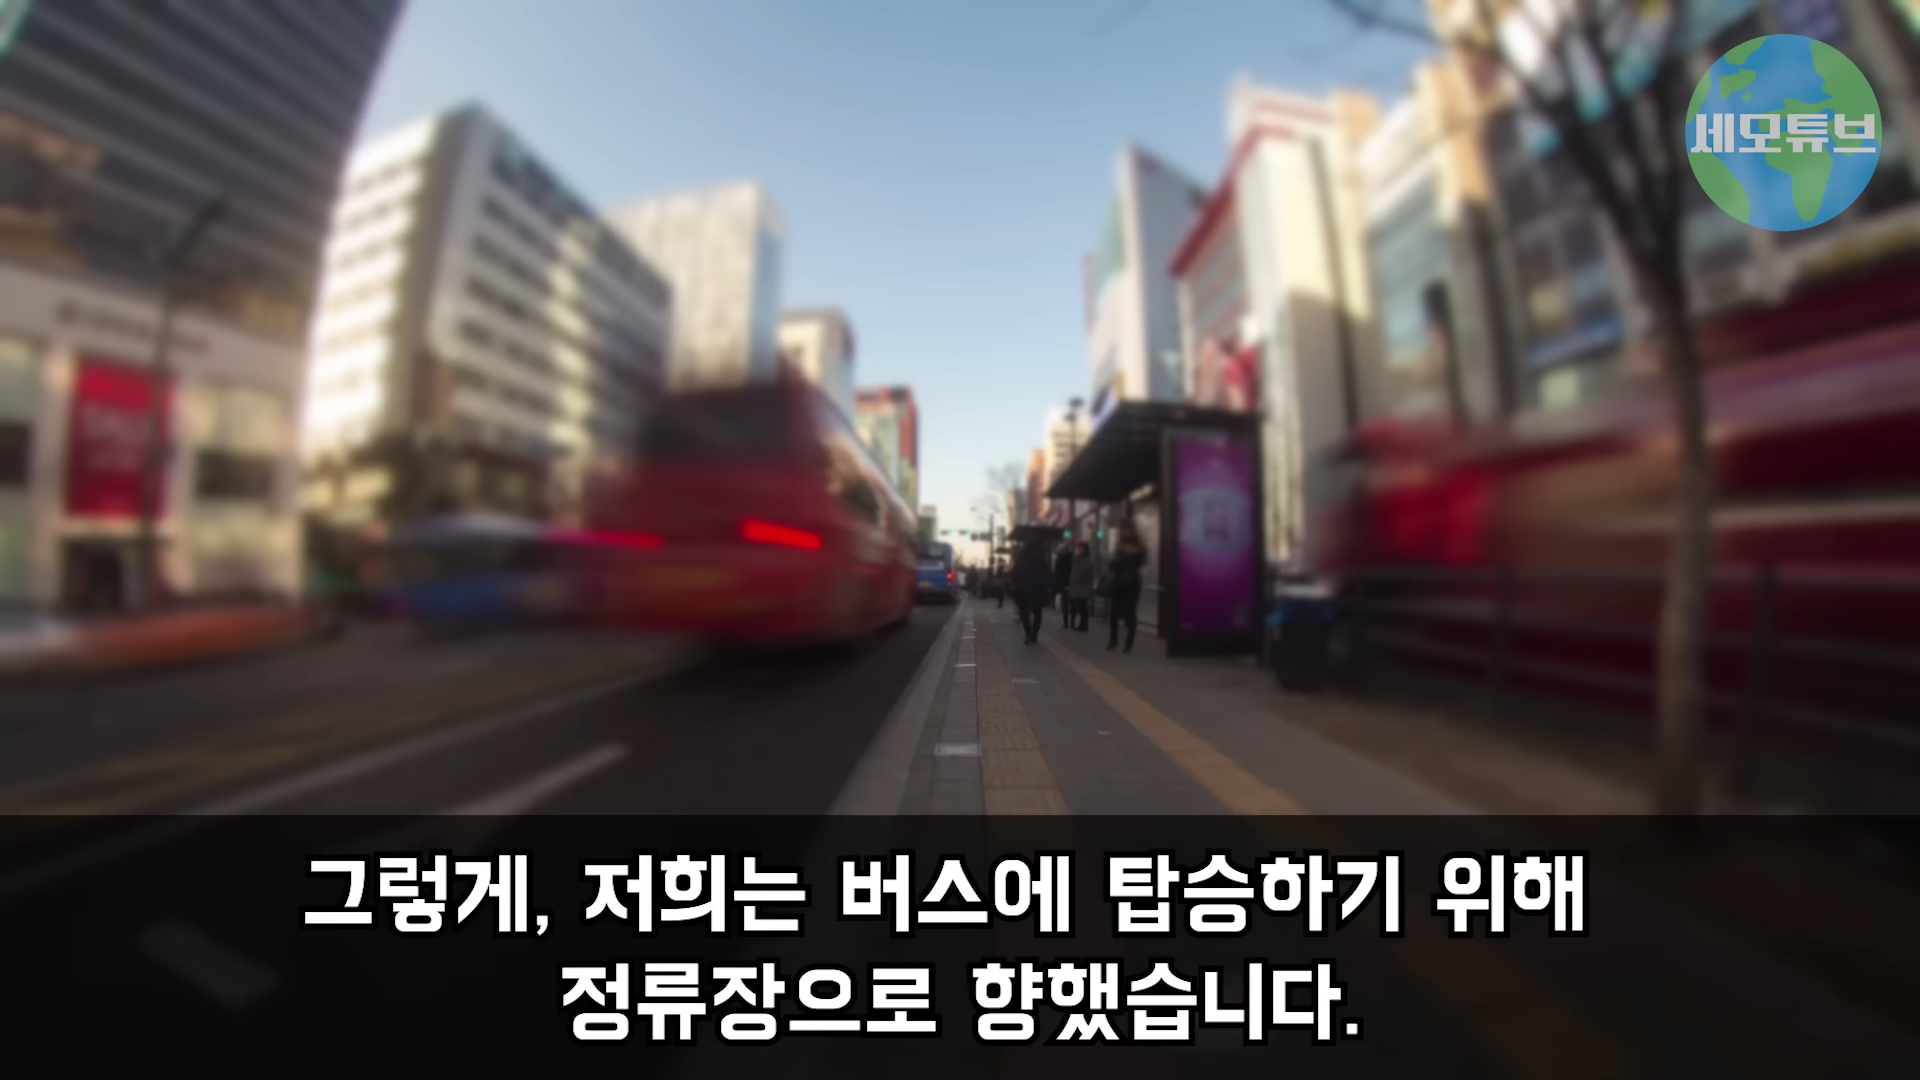 세모튜브
그렇게, 저희는 버스에 탑승하기 위해
정류장으로 향했습니다.